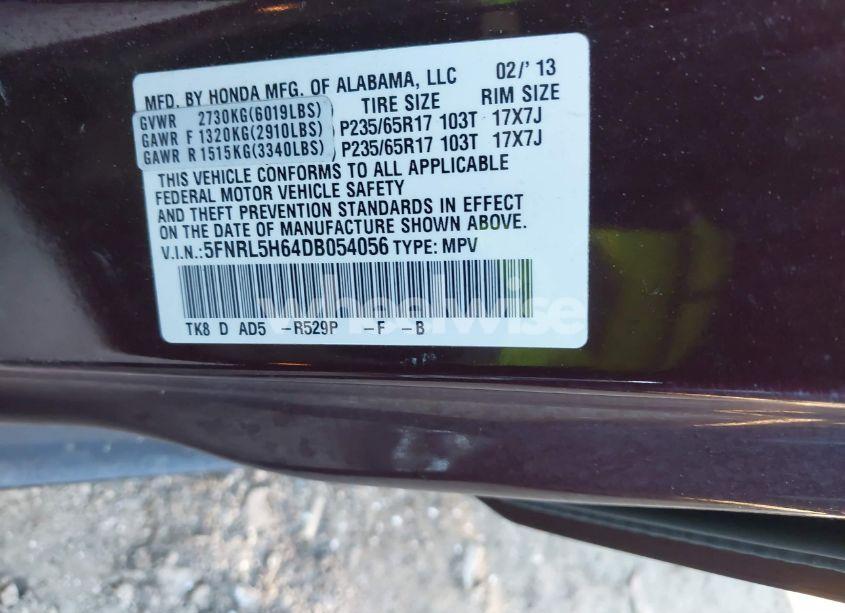 MFD. BY HONDA MFG. OF ALABAMA, LLC 02/'13
TIRE SIZE RIM SIZE
GVWR 2730KG(6019LBS)
GAWR F 1320KG(2910LBS) P235/65R17 103T 17X7J
GAWR R 1515KG(3340LBS) P235/65R17 103T 17X7J
THIS VEHICLE CONFORMS TO ALL APPLICABLE
FEDERAL MOTOR VEHICLE SAFETY
AND THEFT PREVENTION STANDARDS IN EFFECT
ON THE DATE OF MANUFACTURE SHOWN ABOVE.
V.I.N.:5FNRL5H64DB054056 TYPE: MPV
wheelwise
TK8 D AD5 -R529P -F -B